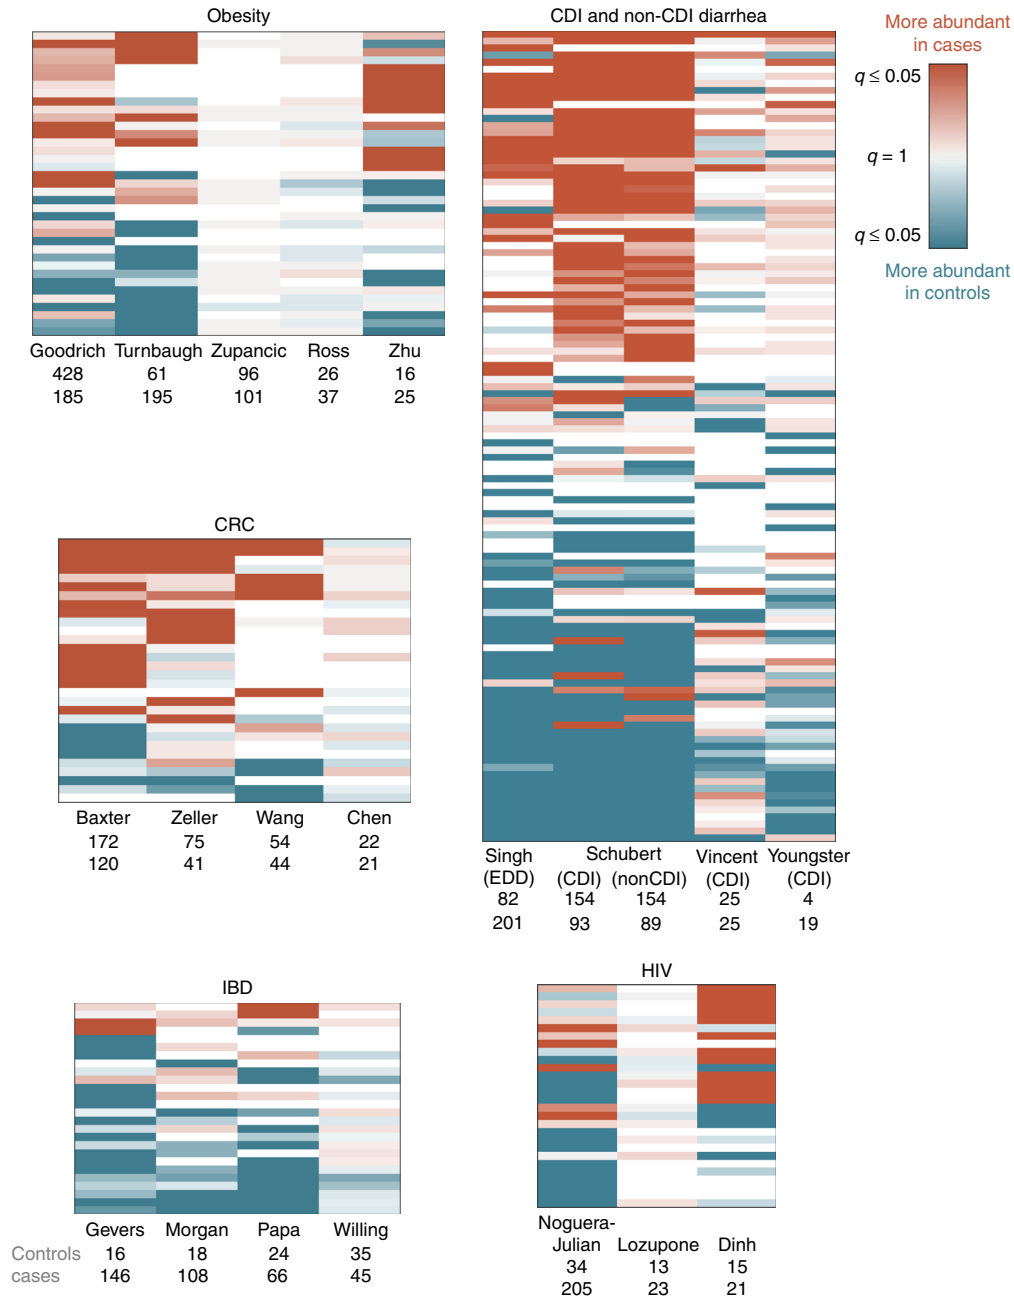 Obesity
Goodrich Turnbaugh Zupancic Ross Zhu
428 61 96 26 16
185 195 101 37 25
CDI and non-CDI diarrhea
Singh Schubert Vincent Youngster
(EDD) (CDI) (nonCDI) (CDI) (CDI)
82 154 154 25 4
201 93 89 25 19
More abundant
in cases
q ≤ 0.05
q = 1
q ≤ 0.05
More abundant
in controls
CRC
Baxter Zeller Wang Chen
172 75 54 22
120 41 44 21
IBD
Gevers Morgan Papa Willing
Controls 16 18 24 35
cases 146 108 66 45
HIV
Noguera-
Julian Lozupone Dinh
34 13 15
205 23 21